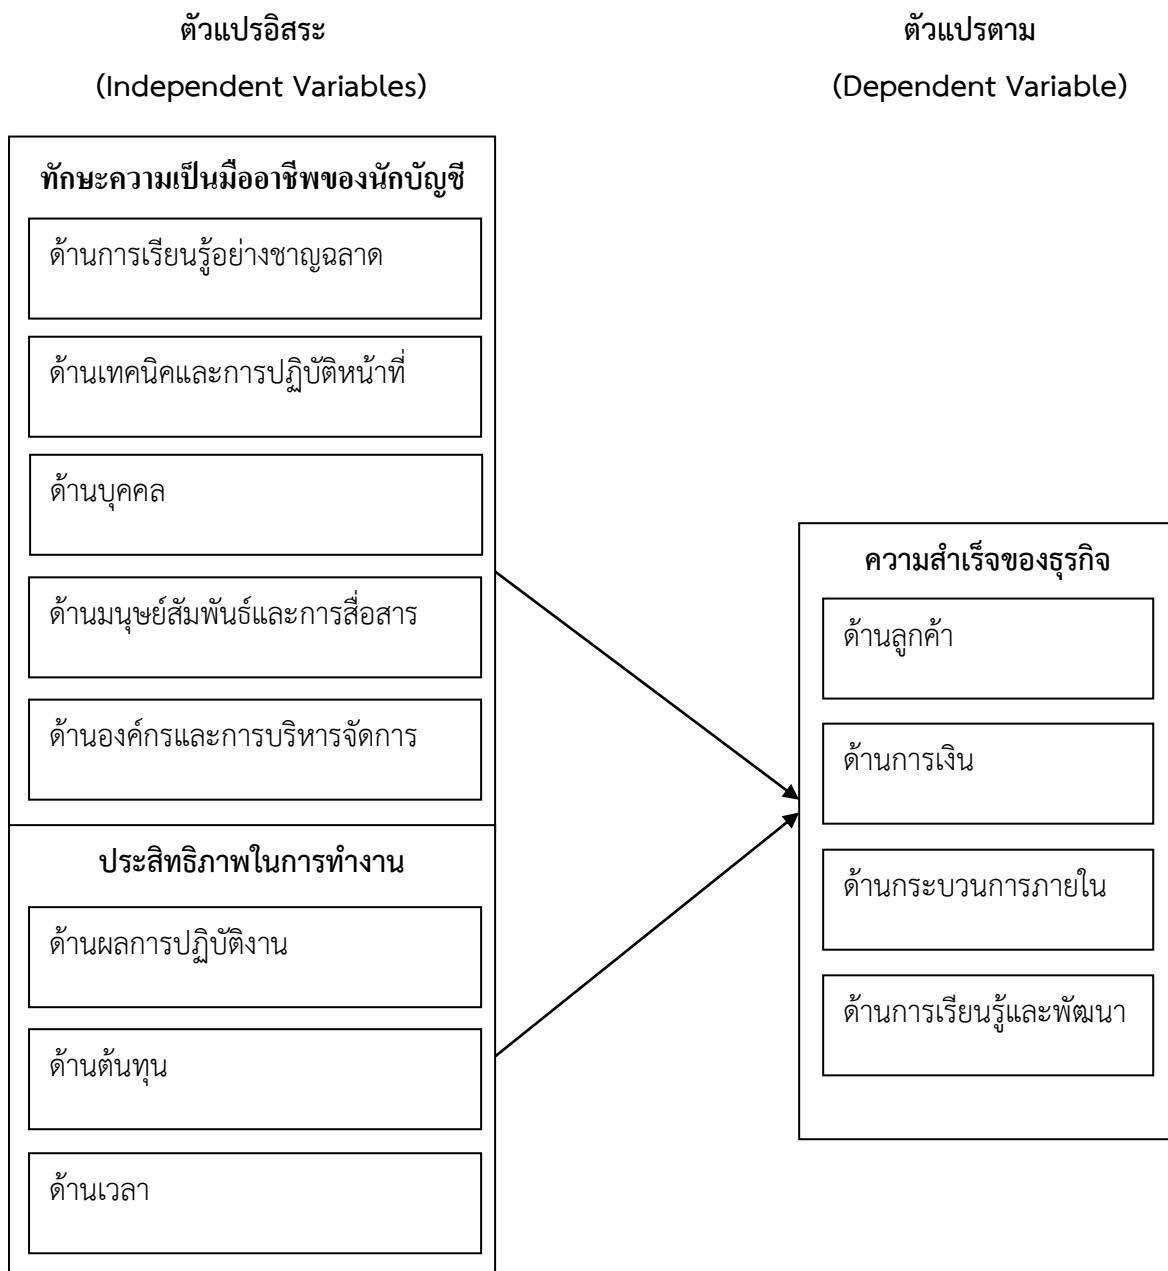 ตัวแปรอิสระ
(Independent Variables)
ตัวแปรตาม
(Dependent Variable)
ทักษะความเป็นมืออาชีพของนักบัญชี
ด้านการเรียนรู้อย่างชาญฉลาด
ด้านเทคนิคและการปฏิบัติหน้าที่
ด้านบุคคล
ด้านมนุษย์สัมพันธ์และการสื่อสาร
ด้านองค์กรและการบริหารจัดการ
ประสิทธิภาพในการทำงาน
ด้านผลการปฏิบัติงาน
ด้านต้นทุน
ด้านเวลา
ความสำเร็จของธุรกิจ
ด้านลูกค้า
ด้านการเงิน
ด้านกระบวนการภายใน
ด้านการเรียนรู้และพัฒนา